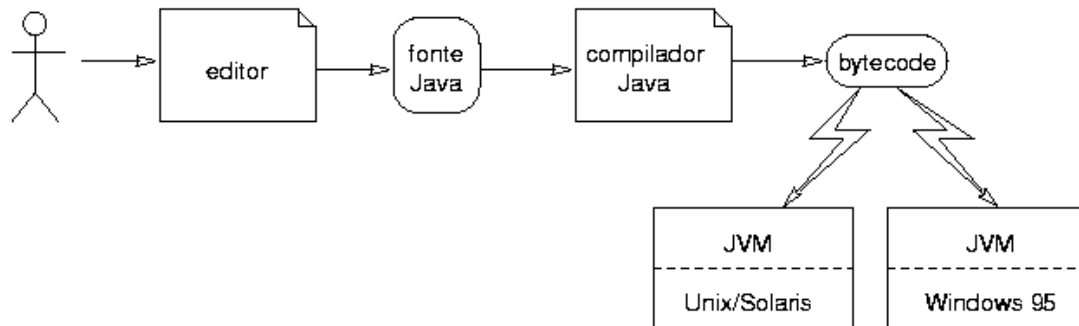 editor
fonte
Java
compilador
Java
bytecode
JVM
Unix/Solaris
JVM
Windows 95